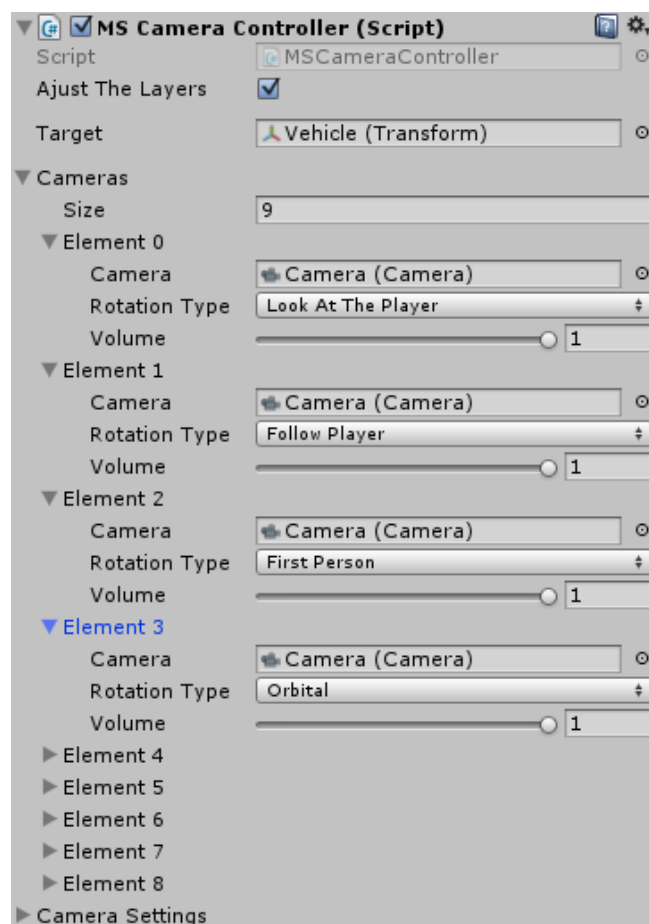 MS Camera Controller (Script)
Script MSCameraController
Ajust The Layers
Target Vehicle (Transform)
Cameras
Size 9
Element 0
Camera Camera (Camera)
Rotation Type Look At The Player
Volume 1
Element 1
Camera Camera (Camera)
Rotation Type Follow Player
Volume 1
Element 2
Camera Camera (Camera)
Rotation Type First Person
Volume 1
Element 3
Camera Camera (Camera)
Rotation Type Orbital
Volume 1
Element 4
Element 5
Element 6
Element 7
Element 8
Camera Settings